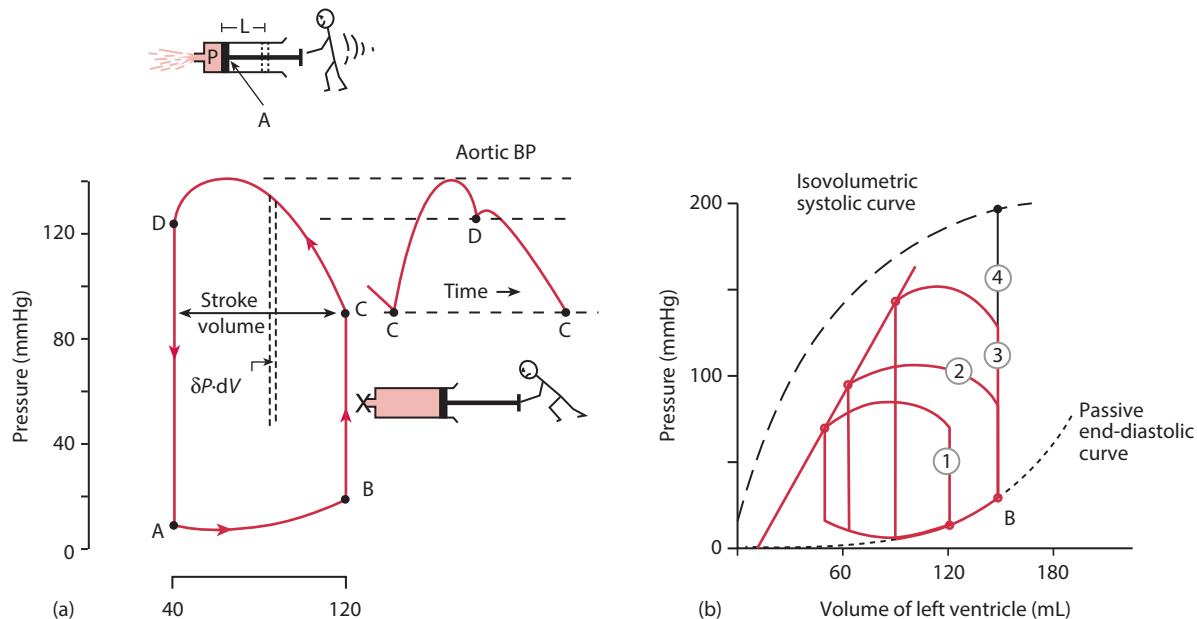 L
P
A
Aortic BP
Pressure (mmHg)
120
80
40
0
D
Stroke
volume
δP·dV
C
A
B
D
Time →
C
C
X
(a)
40
120
Isovolumetric
systolic curve
Pressure (mmHg)
200
100
0
4
3
2
1
Passive
end-diastolic
curve
B
60
120
180
(b)
Volume of left ventricle (mL)